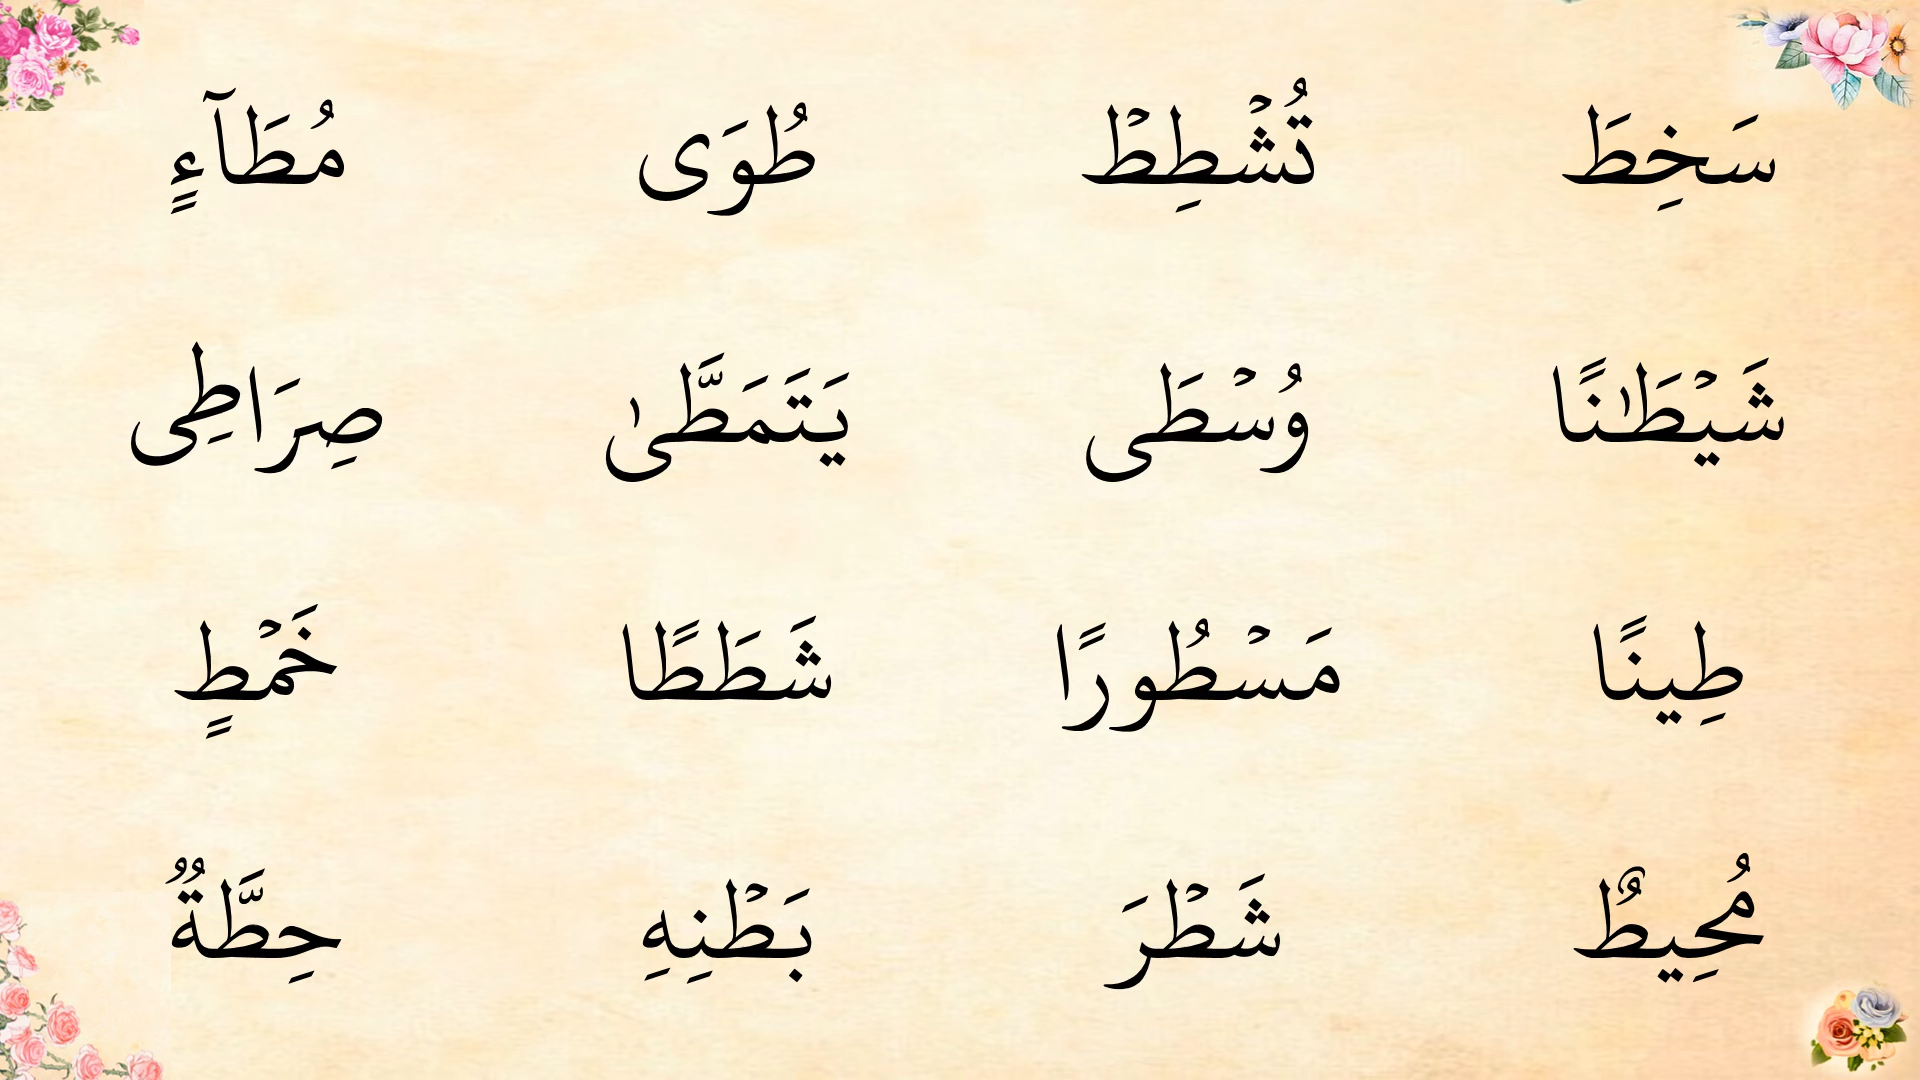 سَخِطَ تُشۡطِطۡ طُوَى مُطَآءٍ
شَيۡطَٰنًا وُسۡطَى يَتَمَطَّىٰ صِرَاطِى
طِينًا مَسۡطُورًا شَطَطًا خَمۡطٍ
مُحِيطٌ شَطۡرَ بَطۡنِهِ حِطَّةٌ